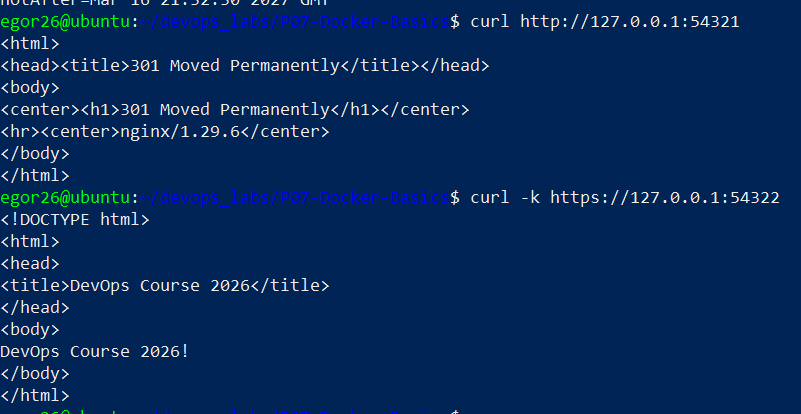 notAfter=Mar 16 21:52:50 2027 GMT
egor26@ubuntu:~/devops_labs/P07-Docker-Basics$ curl http://127.0.0.1:54321
<html>
<head><title>301 Moved Permanently</title></head>
<body>
<center><h1>301 Moved Permanently</h1></center>
<hr><center>nginx/1.29.6</center>
</body>
</html>
egor26@ubuntu:~/devops_labs/P07-Docker-Basics$ curl -k https://127.0.0.1:54322
<!DOCTYPE html>
<html>
<head>
<title>DevOps Course 2026</title>
</head>
<body>
DevOps Course 2026!
</body>
</html>